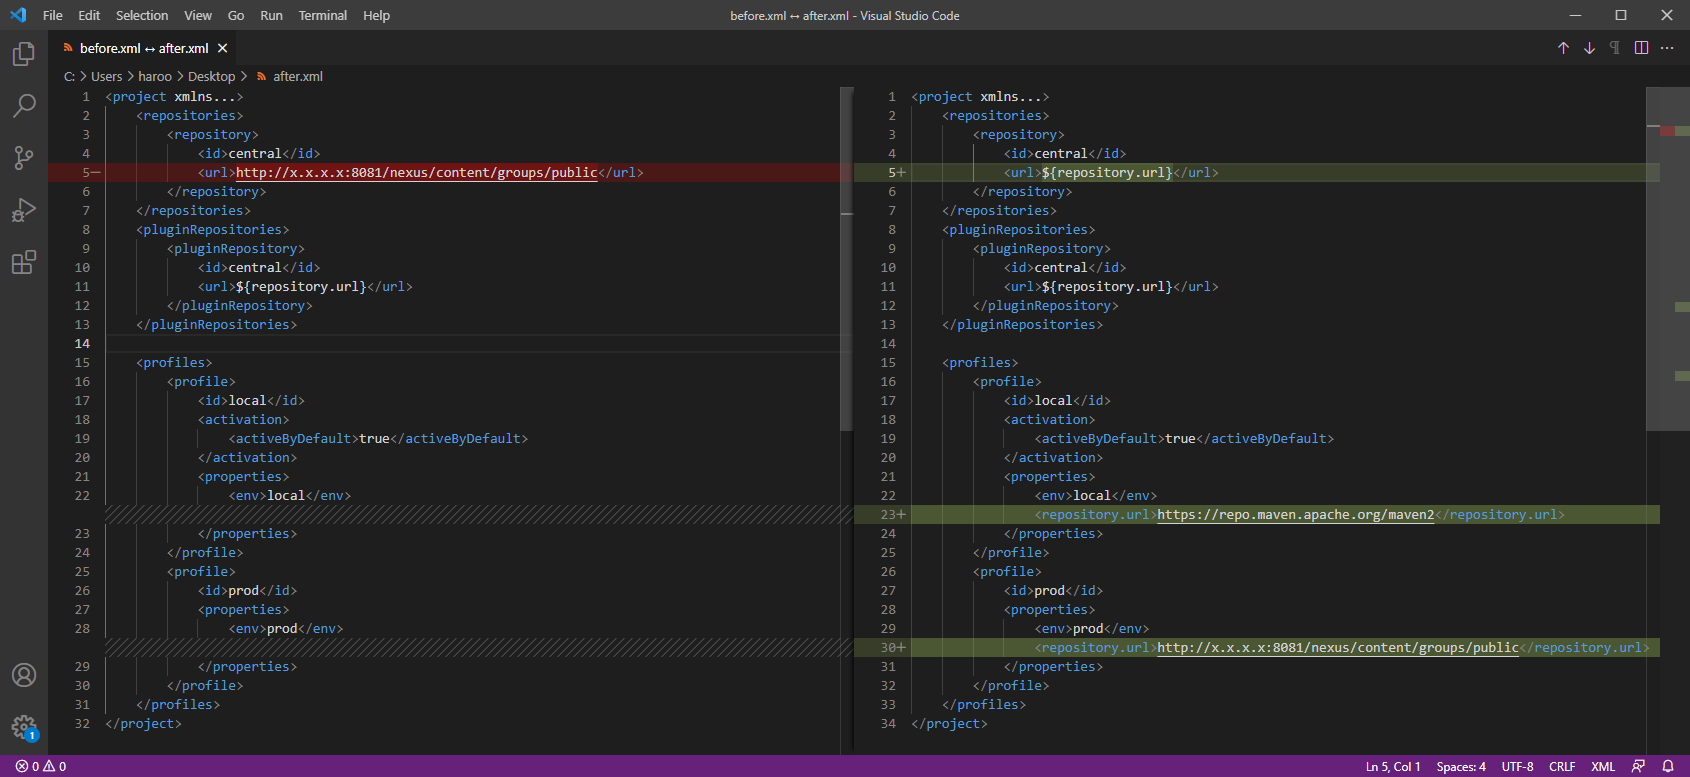 File Edit Selection View Go Run Terminal Help
before.xml ↔ after.xml - Visual Studio Code
before.xml ↔ after.xml
C: > Users > haroo > Desktop > after.xml
1 <project xmlns...>
2 <repositories>
3 <repository>
4 <id>central</id>
5− <url>http://x.x.x.x:8081/nexus/content/groups/public</url>
6 </repository>
7 </repositories>
8 <pluginRepositories>
9 <pluginRepository>
10 <id>central</id>
11 <url>${repository.url}</url>
12 </pluginRepository>
13 </pluginRepositories>
14
15 <profiles>
16 <profile>
17 <id>local</id>
18 <activation>
19 <activeByDefault>true</activeByDefault>
20 </activation>
21 <properties>
22 <env>local</env>
23 </properties>
24 </profile>
25 <profile>
26 <id>prod</id>
27 <properties>
28 <env>prod</env>
29 </properties>
30 </profile>
31 </profiles>
32 </project>
1 <project xmlns...>
2 <repositories>
3 <repository>
4 <id>central</id>
5+ <url>${repository.url}</url>
6 </repository>
7 </repositories>
8 <pluginRepositories>
9 <pluginRepository>
10 <id>central</id>
11 <url>${repository.url}</url>
12 </pluginRepository>
13 </pluginRepositories>
14
15 <profiles>
16 <profile>
17 <id>local</id>
18 <activation>
19 <activeByDefault>true</activeByDefault>
20 </activation>
21 <properties>
22 <env>local</env>
23+ <repository.url>https://repo.maven.apache.org/maven2</repository.url>
24 </properties>
25 </profile>
26 <profile>
27 <id>prod</id>
28 <properties>
29 <env>prod</env>
30+ <repository.url>http://x.x.x.x:8081/nexus/content/groups/public</repository.url>
31 </properties>
32 </profile>
33 </profiles>
34 </project>
1
0 0 Ln 5, Col 1 Spaces: 4 UTF-8 CRLF XML